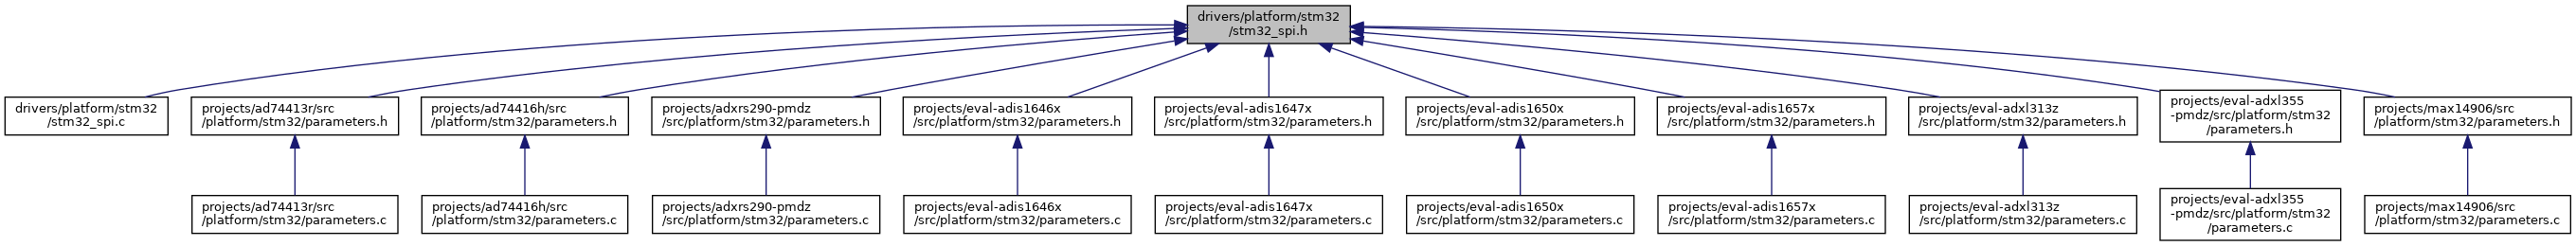 drivers/platform/stm32
/stm32_spi.h
drivers/platform/stm32
/stm32_spi.c
projects/ad74413r/src
/platform/stm32/parameters.h
projects/ad74416h/src
/platform/stm32/parameters.h
projects/adxrs290-pmdz
/src/platform/stm32/parameters.h
projects/eval-adis1646x
/src/platform/stm32/parameters.h
projects/eval-adis1647x
/src/platform/stm32/parameters.h
projects/eval-adis1650x
/src/platform/stm32/parameters.h
projects/eval-adis1657x
/src/platform/stm32/parameters.h
projects/eval-adxl313z
/src/platform/stm32/parameters.h
projects/eval-adxl355
-pmdz/src/platform/stm32
/parameters.h
projects/max14906/src
/platform/stm32/parameters.h
projects/ad74413r/src
/platform/stm32/parameters.c
projects/ad74416h/src
/platform/stm32/parameters.c
projects/adxrs290-pmdz
/src/platform/stm32/parameters.c
projects/eval-adis1646x
/src/platform/stm32/parameters.c
projects/eval-adis1647x
/src/platform/stm32/parameters.c
projects/eval-adis1650x
/src/platform/stm32/parameters.c
projects/eval-adis1657x
/src/platform/stm32/parameters.c
projects/eval-adxl313z
/src/platform/stm32/parameters.c
projects/eval-adxl355
-pmdz/src/platform/stm32
/parameters.c
projects/max14906/src
/platform/stm32/parameters.c